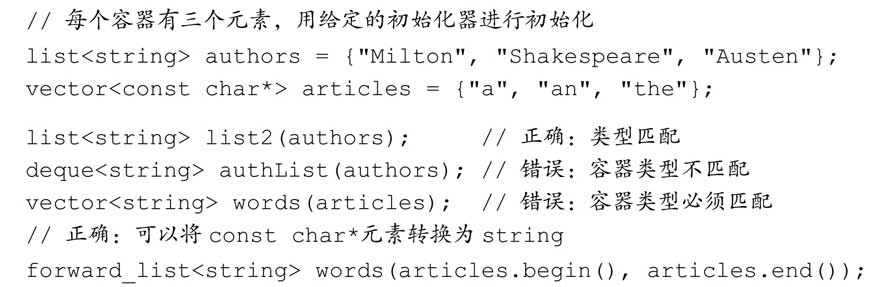 // 每个容器有三个元素，用给定的初始化器进行初始化
list<string> authors = {"Milton", "Shakespeare", "Austen"};
vector<const char*> articles = {"a", "an", "the"};
list<string> list2(authors);     // 正确：类型匹配
deque<string> authList(authors); // 错误：容器类型不匹配
vector<string> words(articles);  // 错误：容器类型必须匹配
// 正确：可以将 const char*元素转换为 string
forward_list<string> words(articles.begin(), articles.end());